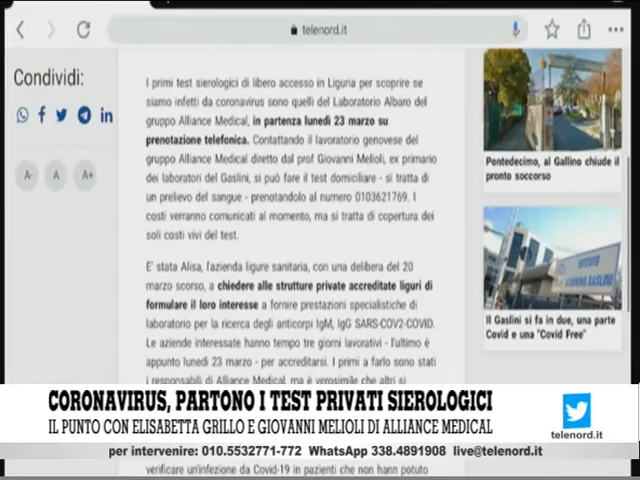 telenord.it
Condividi:
A-
A
A+
I primi test sierologici di libero accesso in Liguria per scoprire se
siamo infetti da coronavirus sono quelli del Laboratorio Albaro del
gruppo Alliance Medical, in partenza lunedì 23 marzo su
prenotazione telefonica. Contattando il lavoratorio genovese del
gruppo Alliance Medical diretto dal prof Giovanni Melioli, ex primario
dei laboratori del Gaslini, si può fare il test domiciliare - si tratta di
un prelievo del sangue - prenotandolo al numero 0103621769. I
costi verranno comunicati al momento, ma si tratta di copertura dei
soli costi vivi del test.
E' stata Alisa, l'azienda ligure sanitaria, con una delibera del 20
marzo scorso, a chiedere alle strutture private accreditate liguri di
formulare il loro interesse a fornire prestazioni specialistiche di
laboratorio per la ricerca degli anticorpi IgM, IgG SARS-COV2-COVID.
Le aziende interessate hanno tempo tre giorni lavorativi - l'ultimo è
appunto lunedì 23 marzo - per accreditarsi. I primi a farlo sono stati
i responsabili di Alliance Medical, ma è verosimile che altri si
Pontedecimo, al Gallino chiude il
pronto soccorso
ISTITUTO
GIANNINA GASLINI
Il Gaslini si fa in due, una parte
Covid e una "Covid Free"
CORONAVIRUS, PARTONO I TEST PRIVATI SIEROLOGICI
IL PUNTO CON ELISABETTA GRILLO E GIOVANNI MELIOLI DI ALLIANCE MEDICAL
telenord.it
per intervenire: 010.5532771-772 WhatsApp 338.4891908 live@telenord.it
verificare un'infezione da Covid-19 in pazienti che non hann potuto